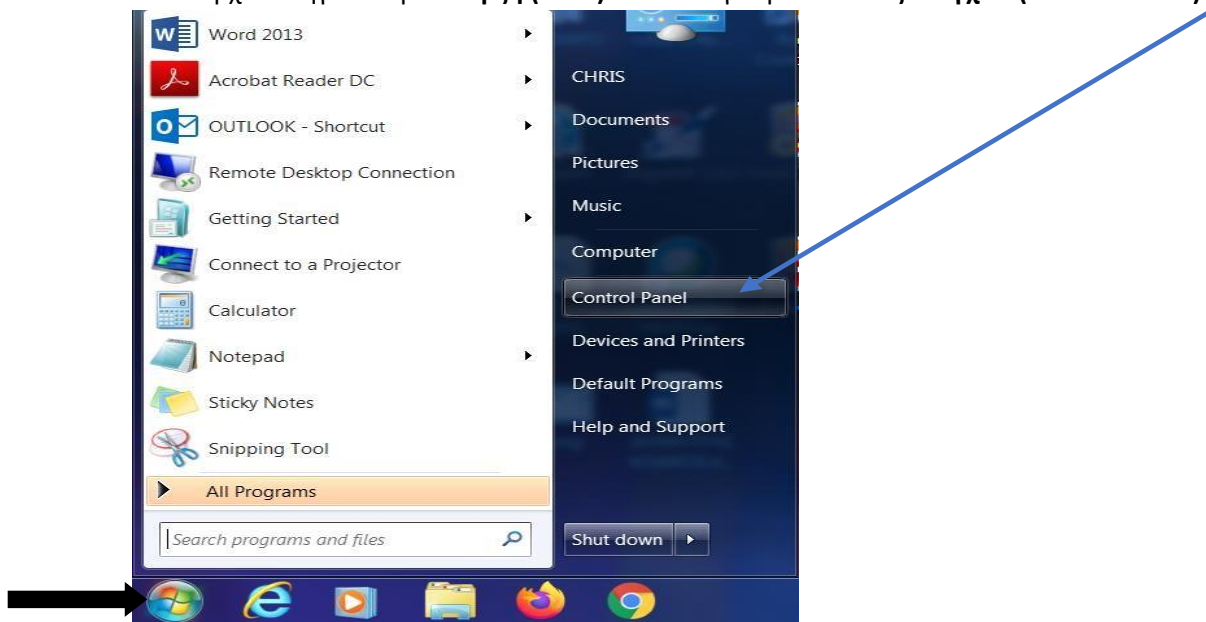 Word 2013
Acrobat Reader DC
OUTLOOK - Shortcut
Remote Desktop Connection
Getting Started
Connect to a Projector
Calculator
Notepad
Sticky Notes
Snipping Tool
All Programs
Search programs and files
CHRIS
Documents
Pictures
Music
Computer
Control Panel
Devices and Printers
Default Programs
Help and Support
Shut down